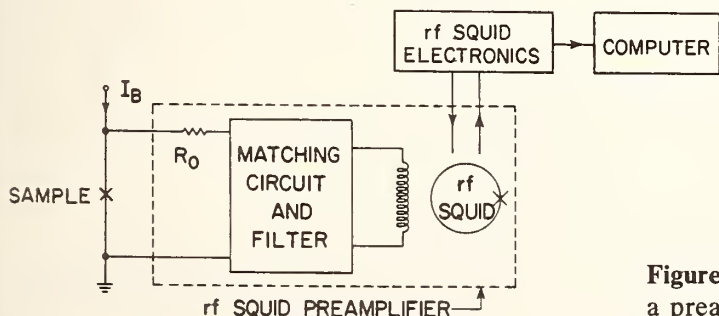 rf SQUID
ELECTRONICS
COMPUTER
I_B
R_O
MATCHING
CIRCUIT
AND
FILTER
rf
SQUID
SAMPLE
rf SQUID PREAMPLIFIER
Figure
a prea